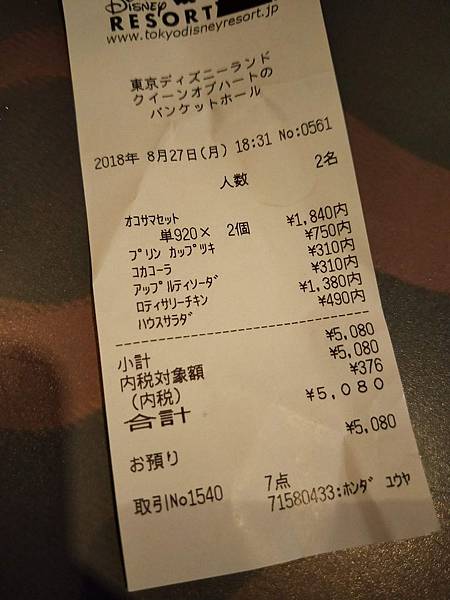 Disney
RESORT
www.tokyodisneyresort.jp
東京ディズニーランド
クイーンオブハートの
バンケットホール
2018年 8月27日(月) 18:31 No:0561
人数 2名
オコサマセット
単920× 2個 ¥1,840内
プリン カップツキ ¥750内
コカコーラ ¥310内
アップルティソーダ ¥310内
ロティサリーチキン ¥1,380内
ハウスサラダ ¥490内
小計 ¥5,080
内税対象額 ¥5,080
(内税) ¥376
合計 ¥5,080
お預り ¥5,080
取引No1540 7点
71580433:ホンダ ユウヤ